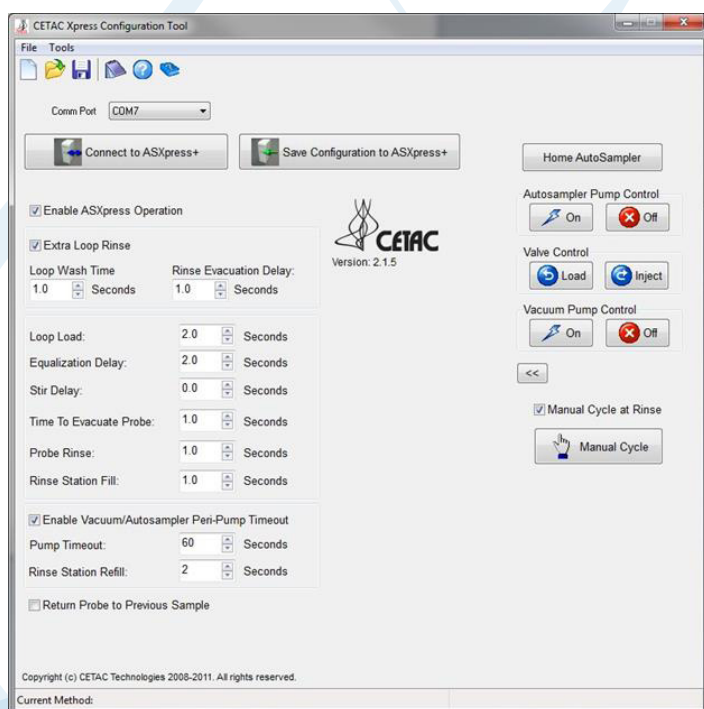 CETAC Xpress Configuration Tool
File Tools
Comm Port COM7
Connect to ASXpress+ Save Configuration to ASXpress+
Enable ASXpress Operation
Extra Loop Rinse
Loop Wash Time Rinse Evacuation Delay:
1.0 Seconds 1.0 Seconds
CETAC
Version: 2.1.5
Loop Load: 2.0 Seconds
Equalization Delay: 2.0 Seconds
Stir Delay: 0.0 Seconds
Time To Evacuate Probe: 1.0 Seconds
Probe Rinse: 1.0 Seconds
Rinse Station Fill: 1.0 Seconds
Enable Vacuum/Autosampler Peri-Pump Timeout
Pump Timeout: 60 Seconds
Rinse Station Refill: 2 Seconds
Return Probe to Previous Sample
Home AutoSampler
Autosampler Pump Control
On Off
Valve Control
Load Inject
Vacuum Pump Control
On Off
<<
Manual Cycle at Rinse
Manual Cycle
Copyright (c) CETAC Technologies 2008-2011. All rights reserved.
Current Method: